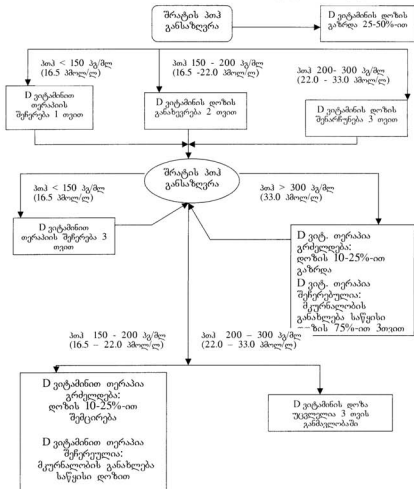 შრატის პთჰ
განსაზღვრა
D ვიტამინის დოზის
გაზრდა 25-50%-ით
პთჰ < 150 პგ/მლ
(16.5 პმოლ/ლ)
პთჰ 150 - 200 პგ/მლ
(16.5 -22.0 პმოლ/ლ)
პთჰ 200- 300 პგ/მლ
(22.0 - 33.0 პმოლ/ლ)
D ვიტამინით
თერაპიის
შეჩერება 1 თვით
D ვიტამინის დოზის
განახევრება 2 თვით
D ვიტამინის დოზის
შენარჩუნება 3 თვით
შრატის პთჰ
განსაზღვრა
პთჰ < 150 პგ/მლ
(16.5 პმოლ/ლ)
პთჰ > 300 პგ/მლ
(33.0 პმოლ/ლ)
D ვიტამინით
თერაპიის შეჩერება 3
თვით
D ვიტ. თერაპია
გრძელდება:
დოზის 10-25%-ით
გაზრდა
D ვიტ. თერაპია
შეჩერებულია:
მკურნალობის
განახლება საწყისი
დოზის 75%-ით 3თვით
პთჰ 150 - 200 პგ/მლ
(16.5 – 22.0 პმოლ/ლ)
პთჰ 200 – 300 პგ/მლ
(22.0 – 33.0 პმოლ/ლ)
D ვიტამინით თერაპია
გრძელდება:
დოზის 10-25%-ით
შემცირება
D ვიტამინით თერაპია
შეჩერეულია:
მკურნალობის განახლება
საწყისი დოზით
D ვიტამინის დოზა
უცვლელია 3 თვის
განმავლობაში